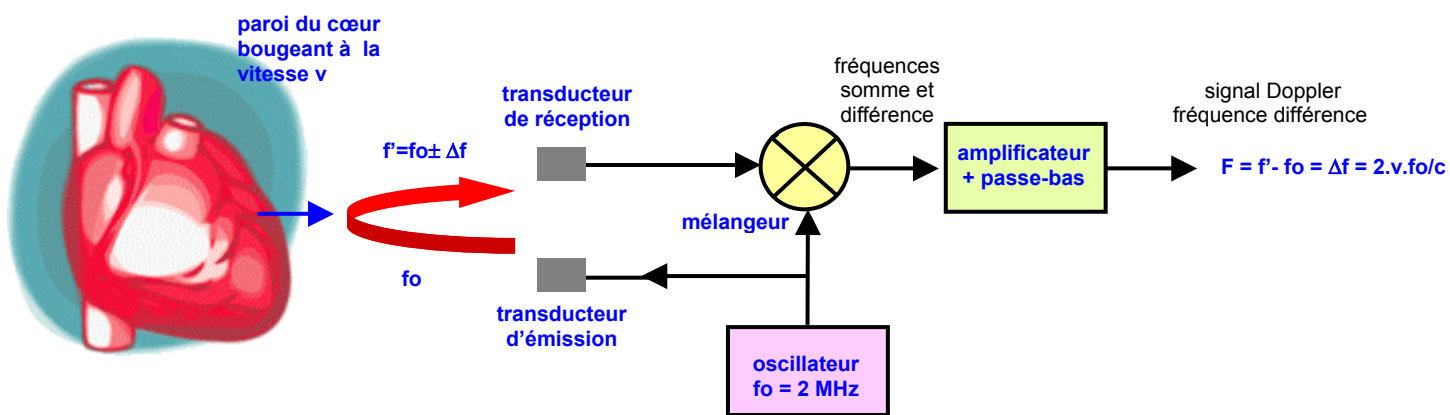 paroi du cœur
bougeant à la
vitesse v
transducteur
de réception
f'=fo± Δf
fo
transducteur
d'émission
mélangeur
oscillateur
fo = 2 MHz
fréquences
somme et
différence
amplificateur
+ passe-bas
signal Doppler
fréquence différence
F = f'- fo = Δf = 2.v.fo/c